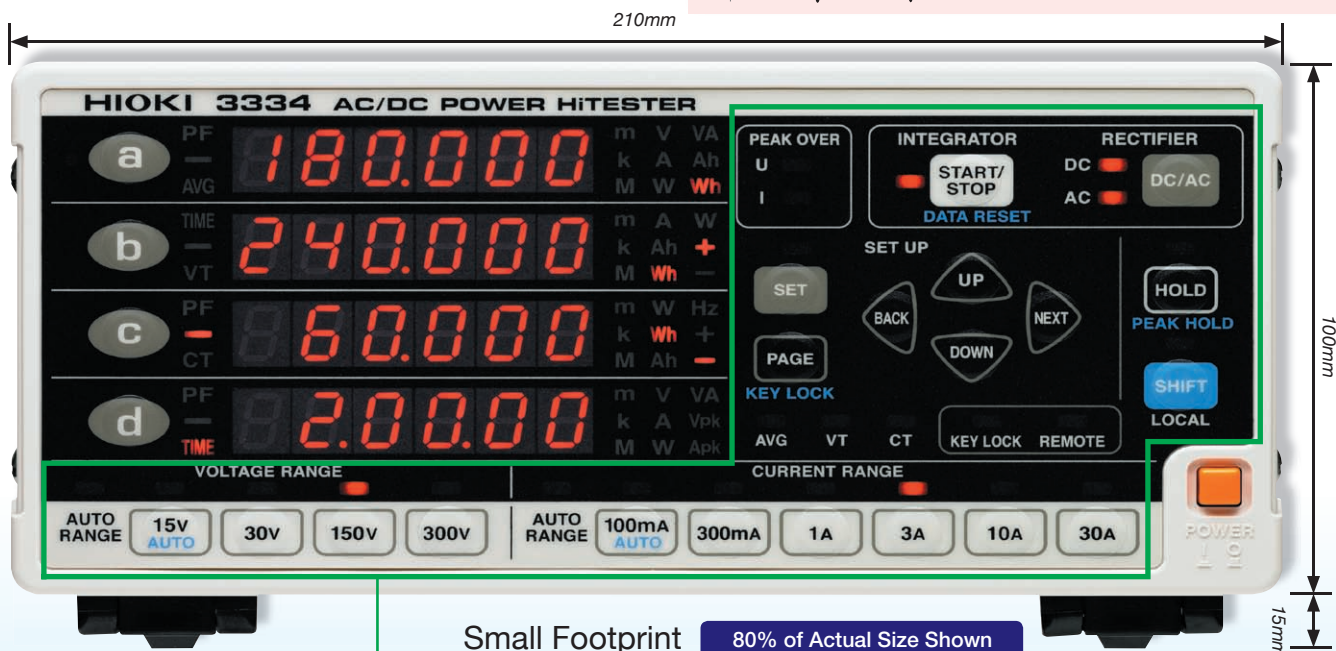 210mm
HIOKI 3334 AC/DC POWER HiTESTER
a
PF
AVG
180.000
m V VA
k A Ah
M W Wh
b
TIME
VT
240.000
m A W
k Ah +
M Wh −
c
PF
−
CT
60.000
m W Hz
k Wh +
M Ah −
d
PF
TIME
2.00.00
m V VA
k A Vpk
M W Apk
PEAK OVER
U
I
INTEGRATOR
START/
STOP
DATA RESET
RECTIFIER
DC
AC
DC/AC
SET UP
SET
PAGE
KEY LOCK
UP
BACK
NEXT
DOWN
HOLD
PEAK HOLD
SHIFT
LOCAL
AVG VT CT KEY LOCK REMOTE
VOLTAGE RANGE
CURRENT RANGE
AUTO
RANGE
15V
AUTO
30V
150V
300V
AUTO
RANGE
100mA
AUTO
300mA
1A
3A
10A
30A
POWER
100mm
15mm
Small Footprint
80% of Actual Size Shown